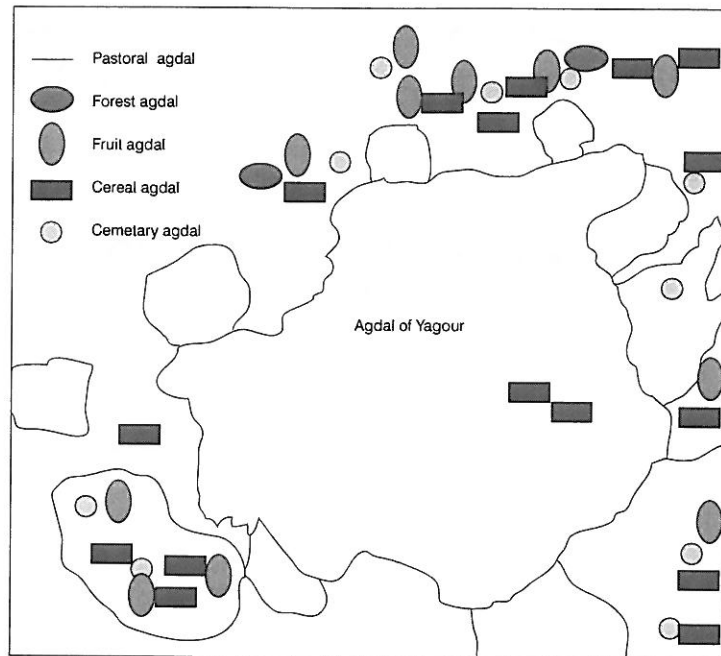 Pastoral agdal
Forest agdal
Fruit agdal
Cereal agdal
Cemetary agdal
Agdal of Yagour